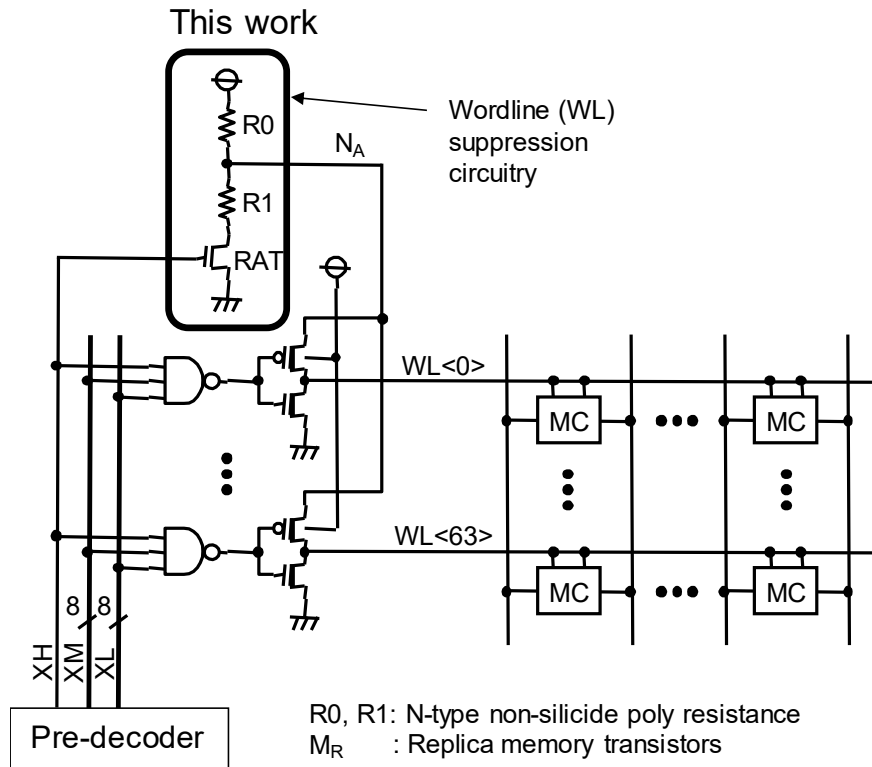 This work
R0
Wordline (WL)
suppression
circuitry
NA
R1
RAT
WL<0>
MC
MC
WL<63>
MC
MC
8
8
XH
XM
XL
Pre-decoder
R0, R1: N-type non-silicide poly resistance
MR : Replica memory transistors